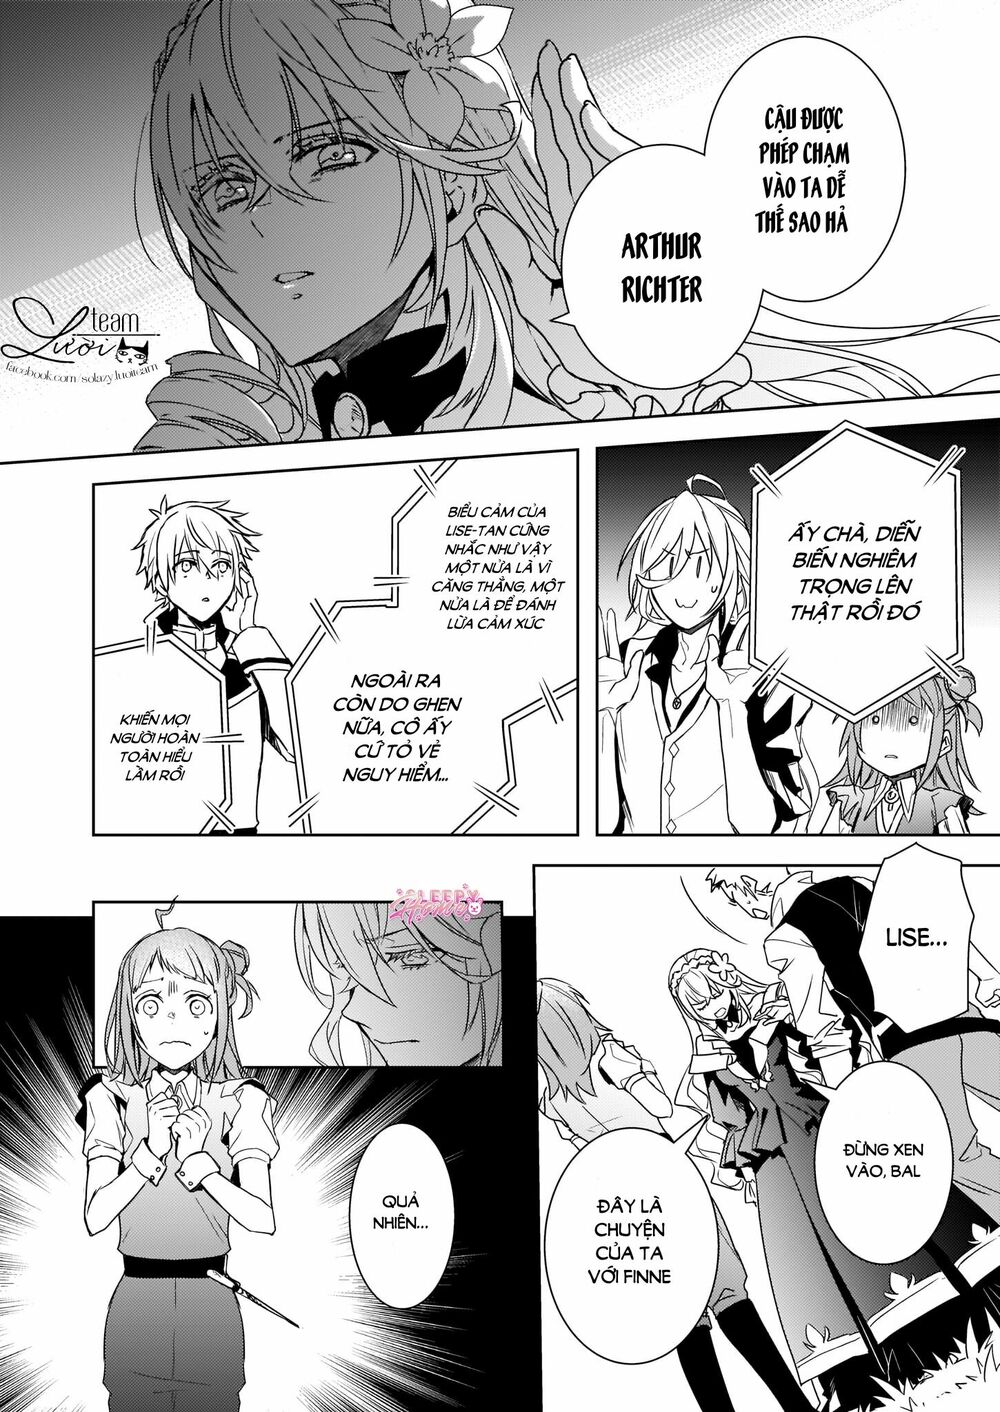 CẬU ĐƯỢC
PHÉP CHẠM
VÀO TA DỄ
THẾ SAO HẢ
ARTHUR
RICHTER
team
Lười
facebook.com/solazy.luoiteam
ẤY CHÀ, DIỄN
BIẾN NGHIÊM
TRỌNG LÊN
THẬT RỒI ĐÓ
BIỂU CẢM CỦA
LISE-TAN CỨNG
NHẮC NHƯ VẬY
MỘT NỬA LÀ VÌ
CĂNG THẲNG, MỘT
NỬA LÀ ĐỂ ĐÁNH
LỪA CẢM XÚC
NGOÀI RA
CÒN DO GHEN
NỮA, CÔ ẤY
CỨ TỎ VẺ
NGUY HIỂM...
KHIẾN MỌI
NGƯỜI HOÀN
TOÀN HIỂU
LẦM RỒI
LISE...
ĐỪNG XEN
VÀO, BAL
ĐÂY LÀ
CHUYỆN
CỦA TA
VỚI FINNE
SLEEPY
Home
QUẢ
NHIÊN...